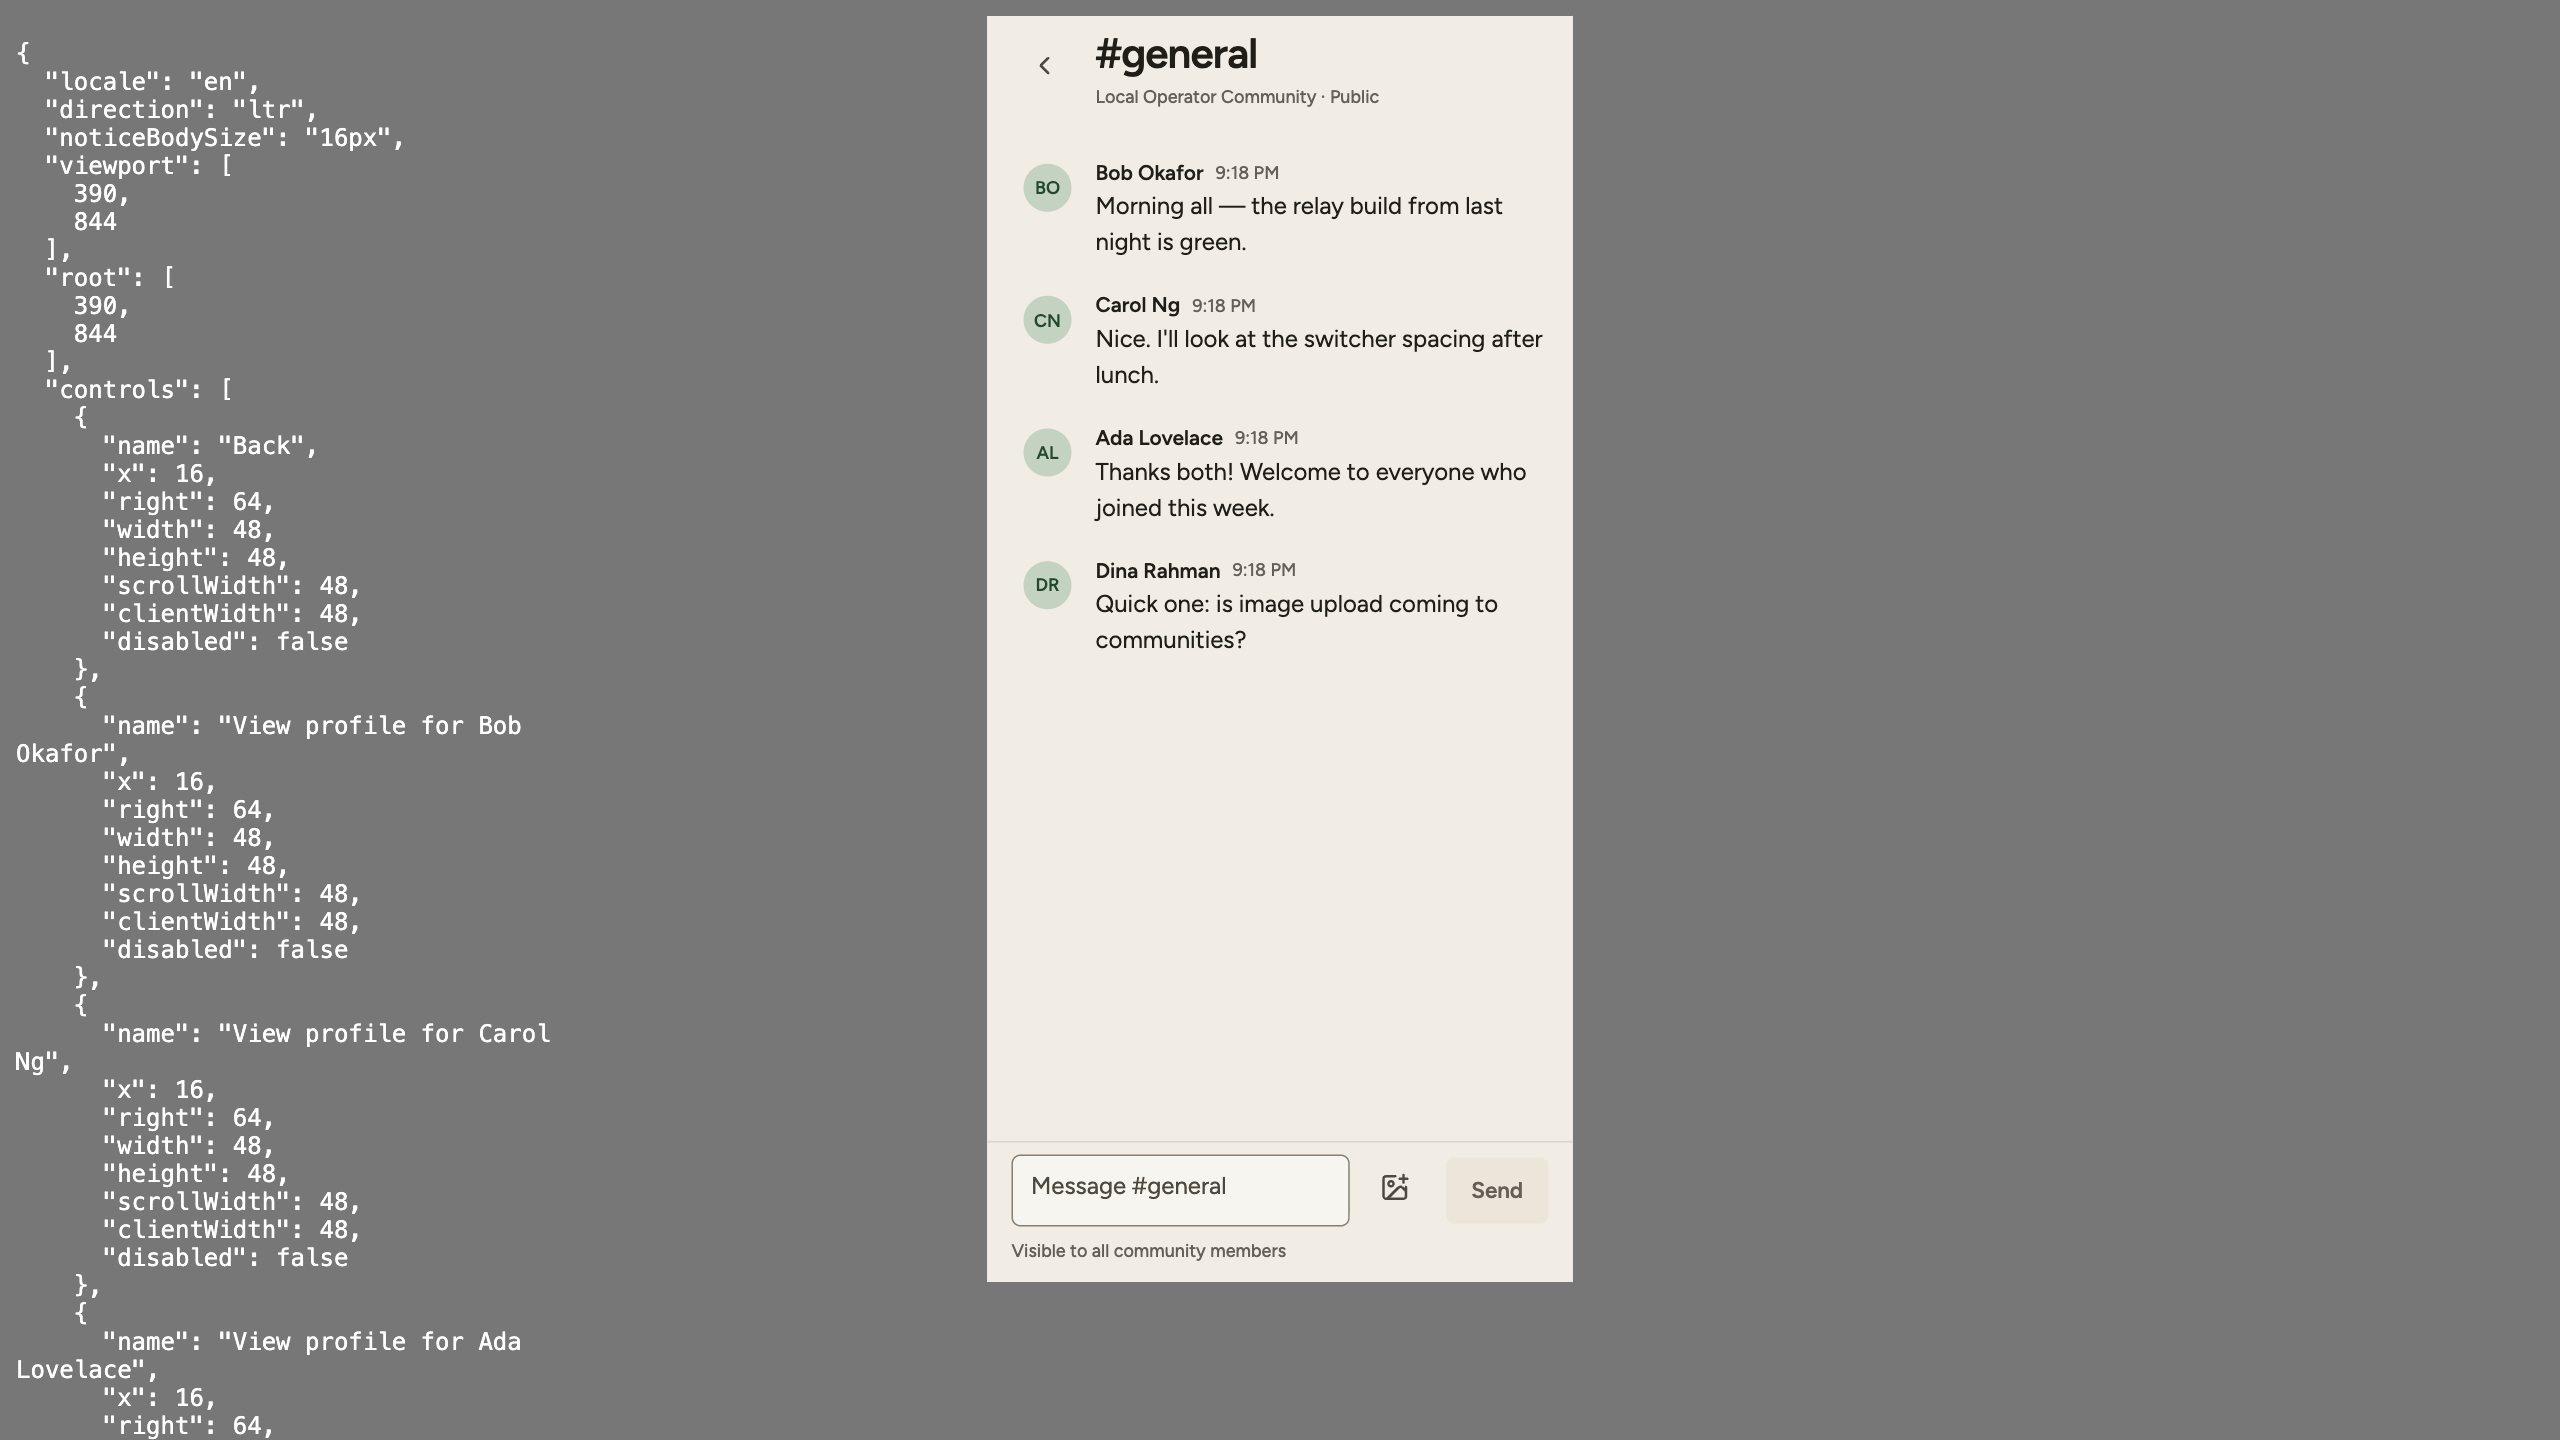 {
"locale": "en",
"direction": "ltr",
"noticeBodySize": "16px",
"viewport": [
390,
844
],
"root": [
390,
844
],
"controls": [
{
"name": "Back",
"x": 16,
"right": 64,
"width": 48,
"height": 48,
"scrollWidth": 48,
"clientWidth": 48,
"disabled": false
},
{
"name": "View profile for Bob
Okafor",
"x": 16,
"right": 64,
"width": 48,
"height": 48,
"scrollWidth": 48,
"clientWidth": 48,
"disabled": false
},
{
"name": "View profile for Carol
Ng",
"x": 16,
"right": 64,
"width": 48,
"height": 48,
"scrollWidth": 48,
"clientWidth": 48,
"disabled": false
},
{
"name": "View profile for Ada
Lovelace",
"x": 16,
"right": 64,
#general
Local Operator Community · Public
BO
Bob Okafor 9:18 PM
Morning all — the relay build from last
night is green.
CN
Carol Ng 9:18 PM
Nice. I'll look at the switcher spacing after
lunch.
AL
Ada Lovelace 9:18 PM
Thanks both! Welcome to everyone who
joined this week.
DR
Dina Rahman 9:18 PM
Quick one: is image upload coming to
communities?
Message #general
Send
Visible to all community members